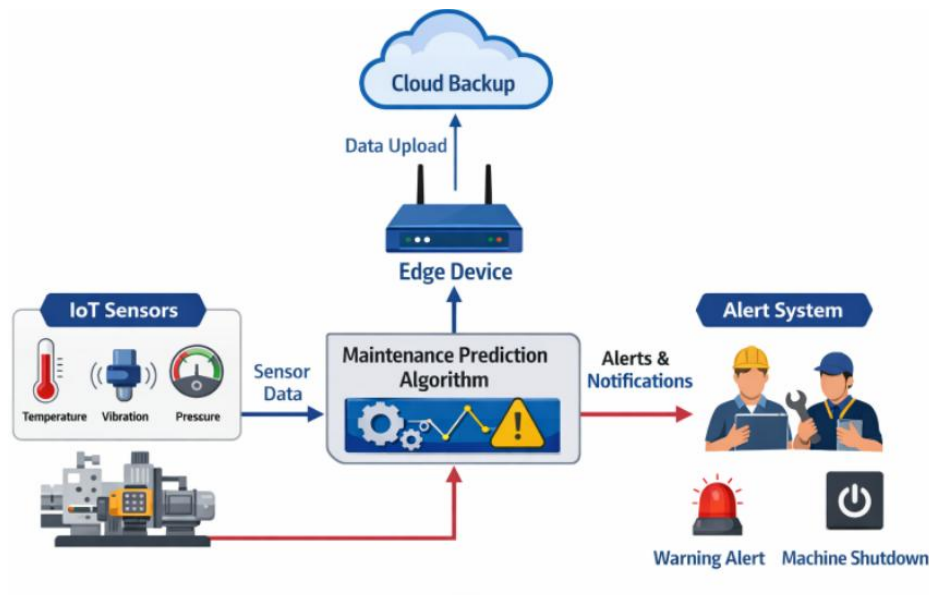 Cloud Backup
Data Upload
Edge Device
IoT Sensors
Temperature
Vibration
Pressure
Sensor
Data
Maintenance Prediction
Algorithm
Alerts &
Notifications
Alert System
Warning Alert
Machine Shutdown